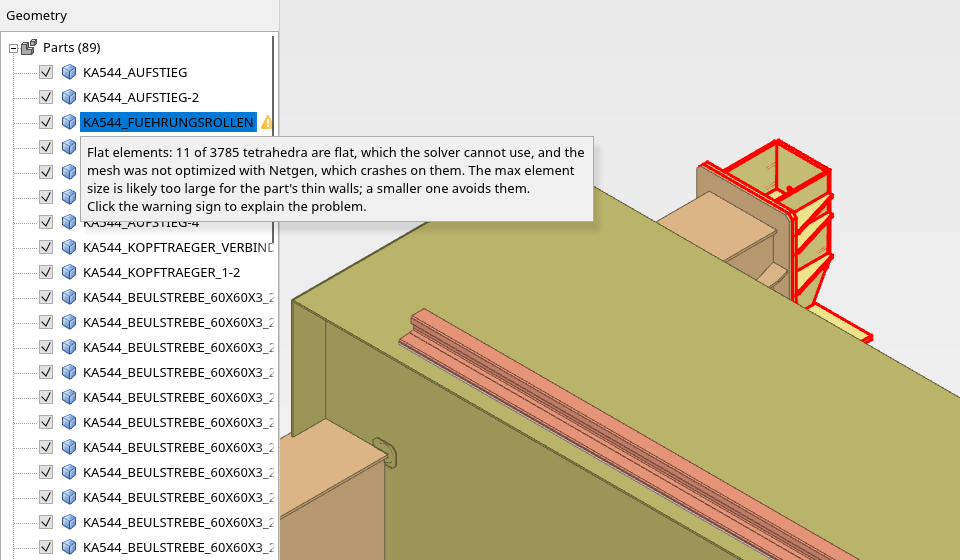 Geometry
Parts (89)
KA544_AUFSTIEG
KA544_AUFSTIEG-2
KA544_FUEHRUNGSROLLEN
Flat elements: 11 of 3785 tetrahedra are flat, which the solver cannot use, and the
mesh was not optimized with Netgen, which crashes on them. The max element
size is likely too large for the part's thin walls; a smaller one avoids them.
Click the warning sign to explain the problem.
KA544_AUFSTIEG-4
KA544_KOPFTRAEGER_VERBIND
KA544_KOPFTRAEGER_1-2
KA544_BEULSTREBE_60X60X3_2
KA544_BEULSTREBE_60X60X3_2
KA544_BEULSTREBE_60X60X3_2
KA544_BEULSTREBE_60X60X3_2
KA544_BEULSTREBE_60X60X3_2
KA544_BEULSTREBE_60X60X3_2
KA544_BEULSTREBE_60X60X3_2
KA544_BEULSTREBE_60X60X3_2
KA544_BEULSTREBE_60X60X3_2
KA544_BEULSTREBE_60X60X3_2
KA544_BEULSTREBE_60X60X3_2